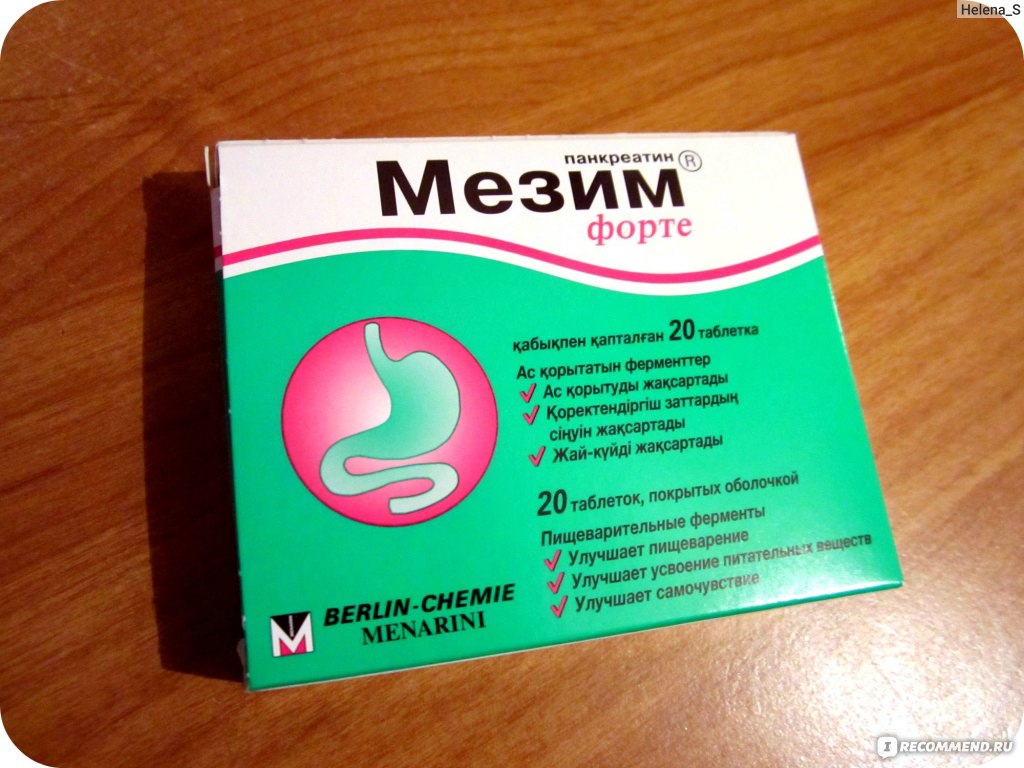 Helena_S
панкреатин ®
Мезим
форте
қабықпен қапталған 20 таблетка
Ас қорытатын ферменттер
Ас қорытуды жақсартады
Қоректендіргіш заттардың
сіңуін жақсартады
Жай-күйді жақсартады
20 таблеток, покрытых оболочкой
Пищеварительные ферменты
Улучшает пищеварение
Улучшает усвоение питательных веществ
Улучшает самочувствие
BERLIN-CHEMIE
MENARINI
IRECOMMEND.RU